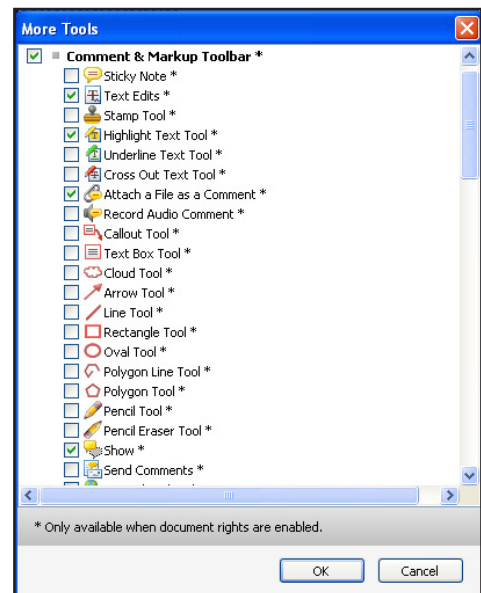 More Tools
Comment & Markup Toolbar *
Sticky Note *
Text Edits *
Stamp Tool *
Highlight Text Tool *
Underline Text Tool *
Cross Out Text Tool *
Attach a File as a Comment *
Record Audio Comment *
Callout Tool *
Text Box Tool *
Cloud Tool *
Arrow Tool *
Line Tool *
Rectangle Tool *
Oval Tool *
Polygon Line Tool *
Polygon Tool *
Pencil Tool *
Pencil Eraser Tool *
Show *
Send Comments *
* Only available when document rights are enabled.
OK Cancel